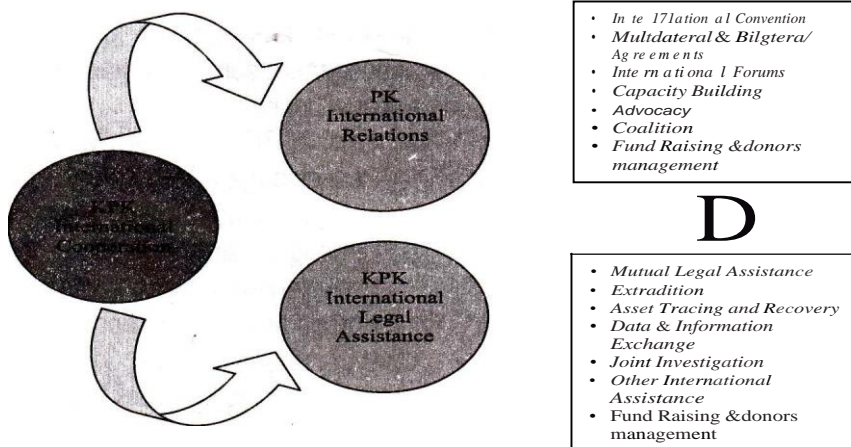 PK
International
Relations
KPK
International
Cooperation
KPK
International
Legal
Assistance
• In te 171ation a l Convention
• Multdateral & Bilgtera/
Ag re e m e n ts
• Inte rn a ti ona l Forums
• Capacity Building
• Advocacy
• Coalition
• Fund Raising &donors
management
D
• Mutual Legal Assistance
• Extradition
• Asset Tracing and Recovery
• Data & Information
Exchange
• Joint Investigation
• Other International
Assistance
• Fund Raising &donors
management